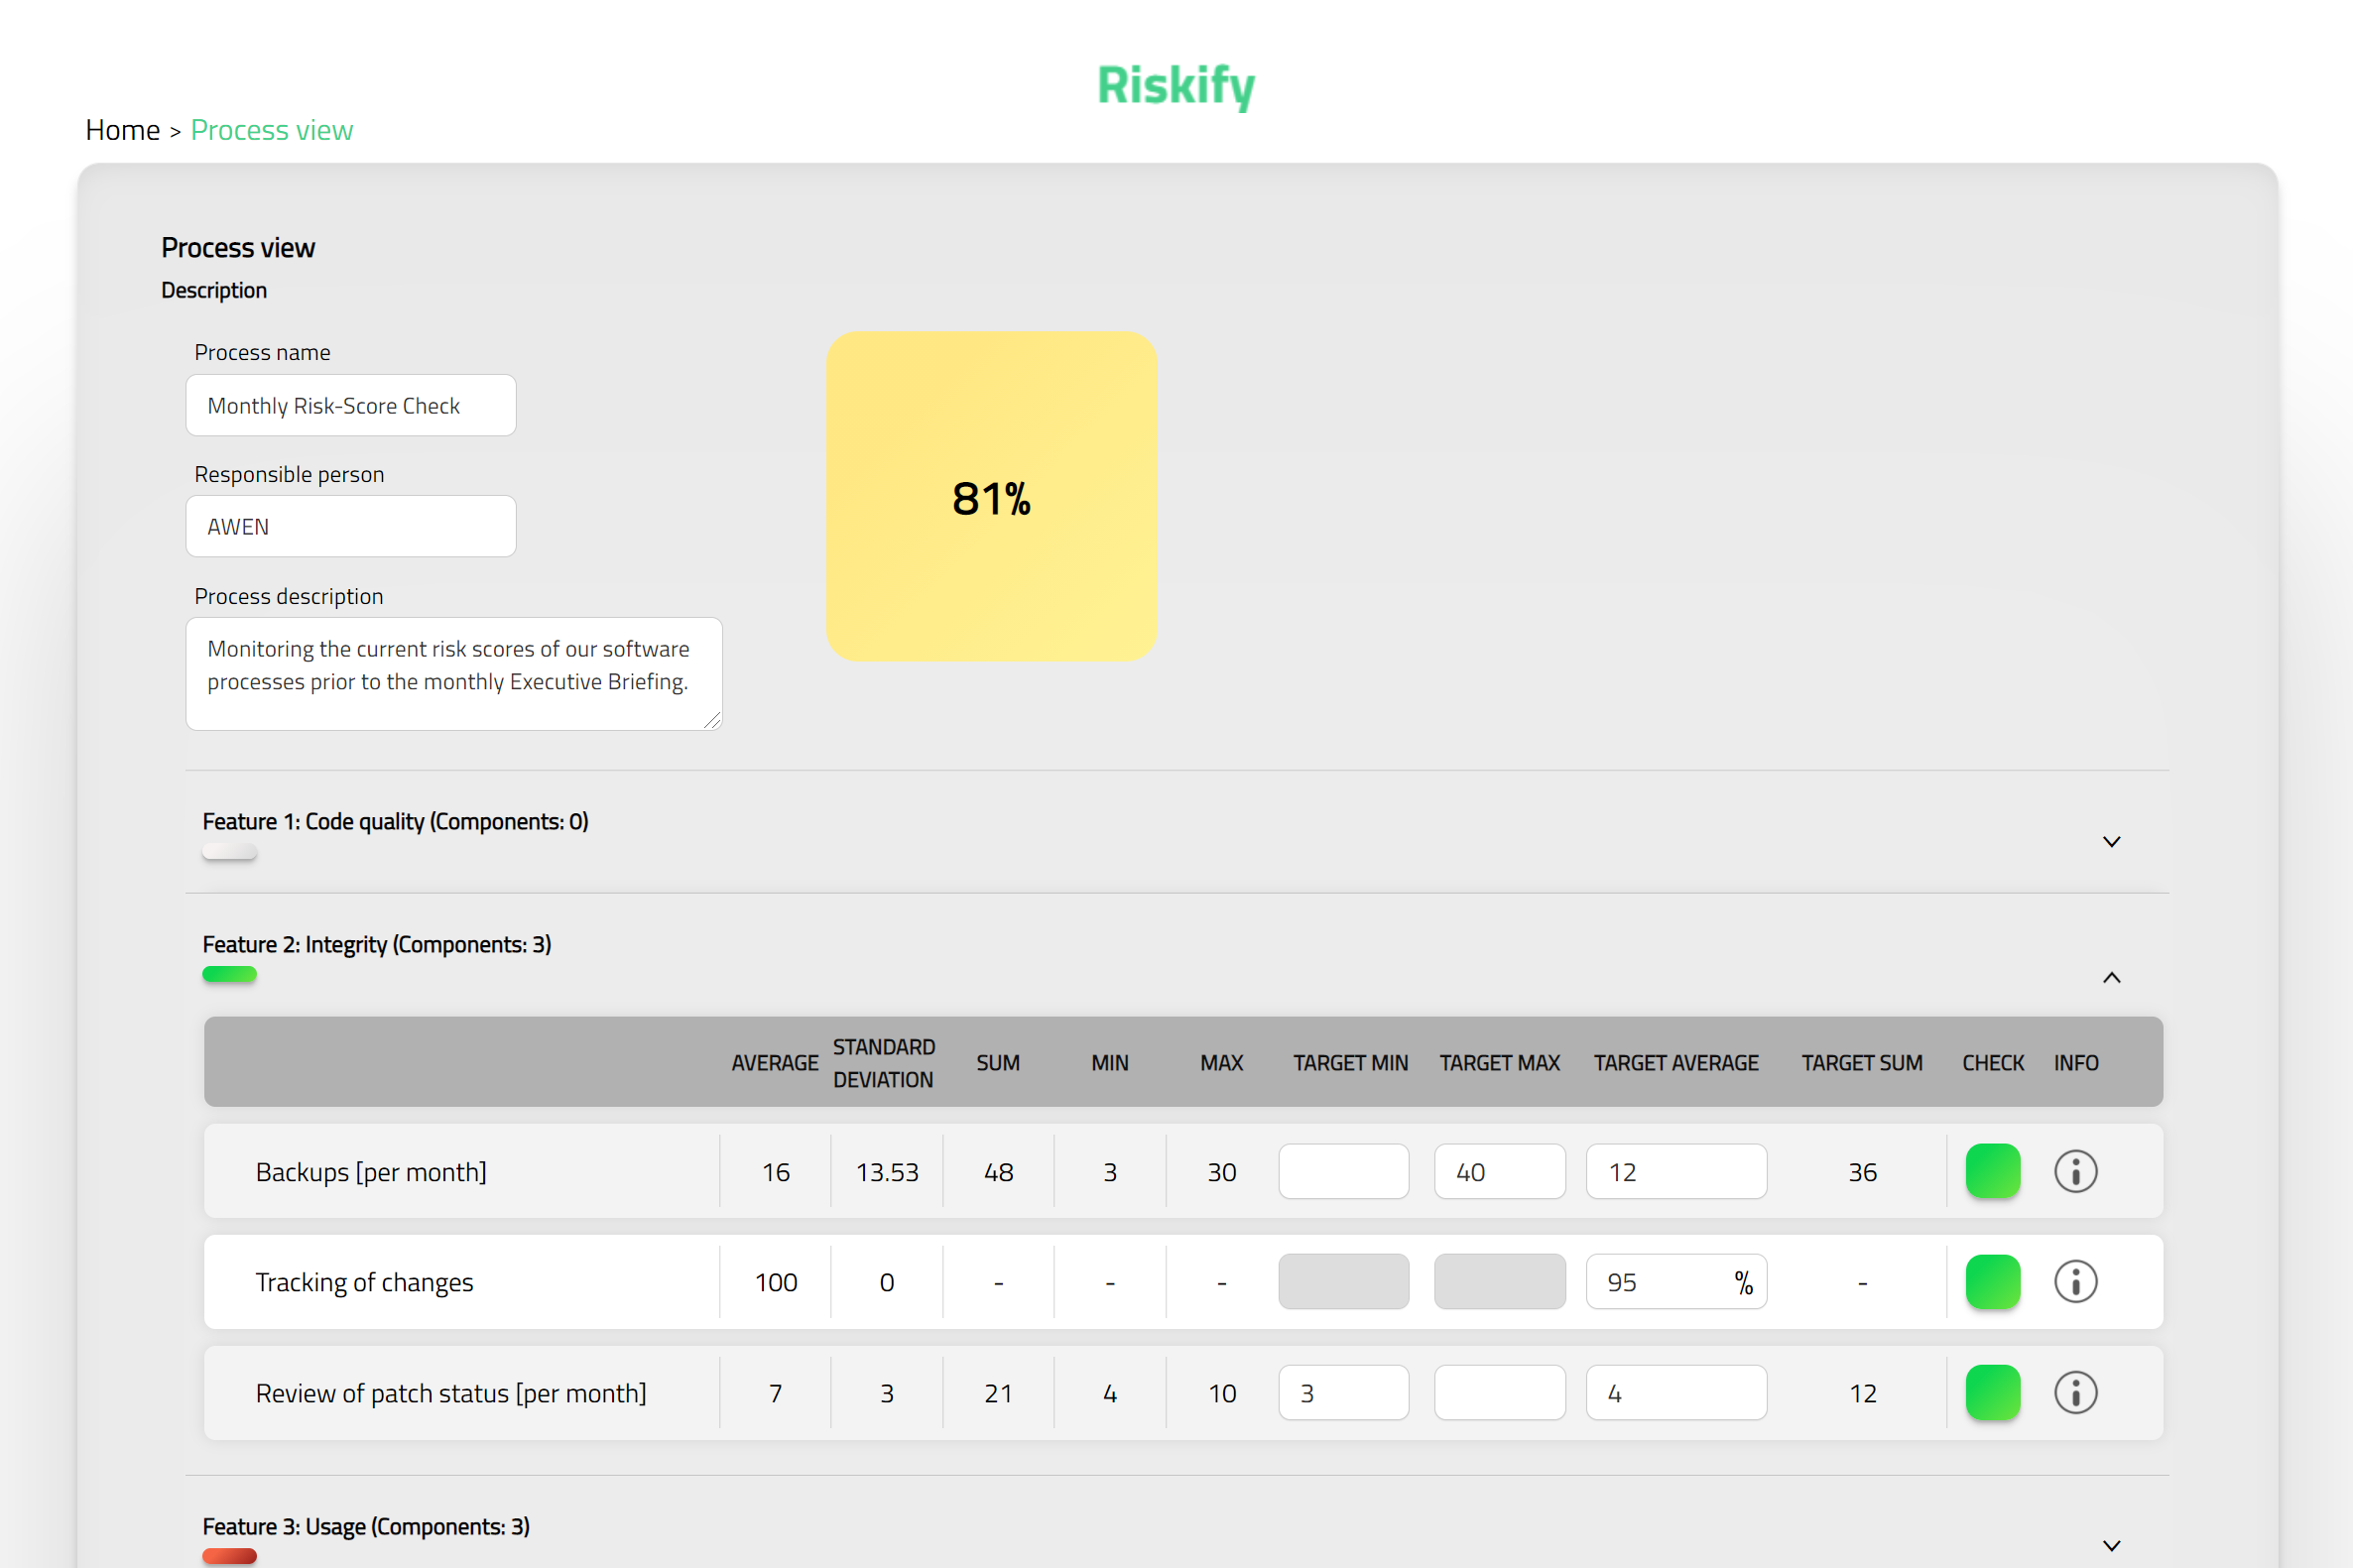 Riskify
Home > Process view
Process view
Description
Process name
Monthly Risk-Score Check
Responsible person
AWEN
Process description
Monitoring the current risk scores of our software
processes prior to the monthly Executive Briefing.
81%
Feature 1: Code quality (Components: 0)
Feature 2: Integrity (Components: 3)
AVERAGE STANDARD DEVIATION SUM MIN MAX TARGET MIN TARGET MAX TARGET AVERAGE TARGET SUM CHECK INFO
Backups [per month] 16 13.53 48 3 30 40 12 36
Tracking of changes 100 0 - - - 95 % -
Review of patch status [per month] 7 3 21 4 10 3 4 12
Feature 3: Usage (Components: 3)